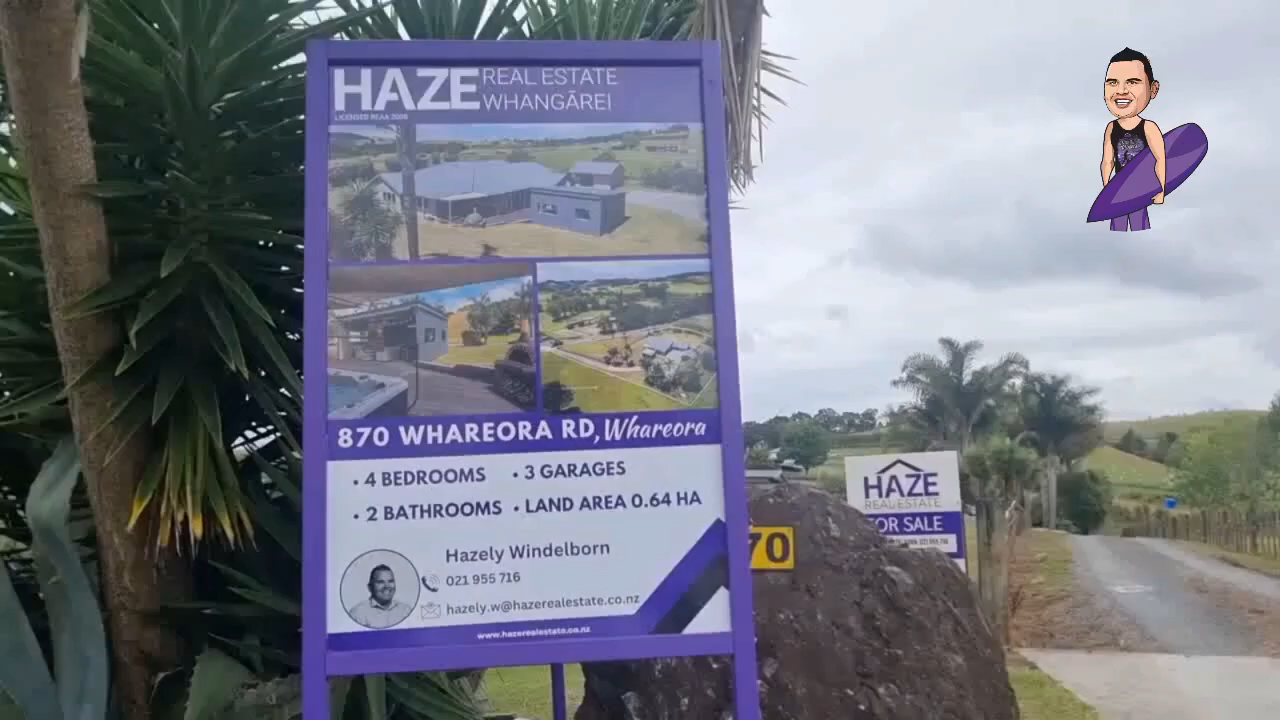 HAZE REAL ESTATE
WHANGĀREI
LICENSED REAA 2008
870 WHAREORA RD, Whareora
• 4 BEDROOMS • 3 GARAGES
• 2 BATHROOMS • LAND AREA 0.64 HA
Hazely Windelborn
021 955 716
hazely.w@hazerealestate.co.nz
www.hazerealestate.co.nz
70
HAZE
REAL ESTATE
FOR SALE